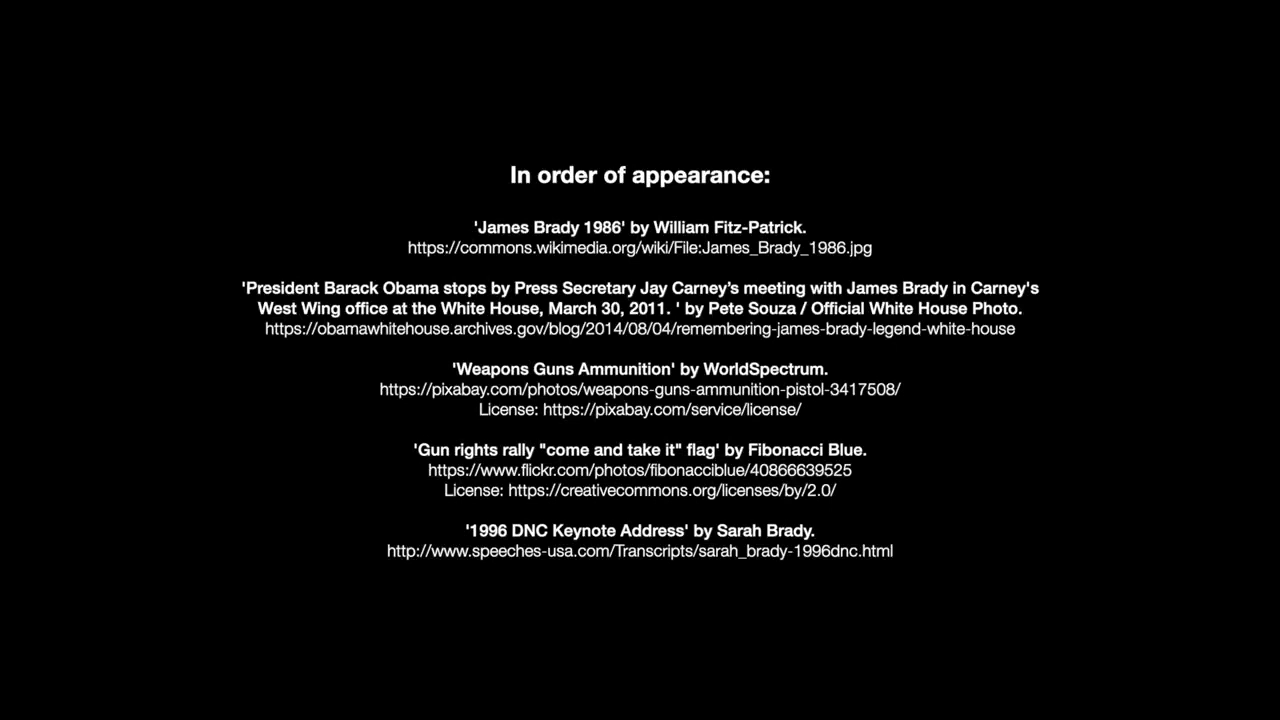 In order of appearance:
'James Brady 1986' by William Fitz-Patrick.
https://commons.wikimedia.org/wiki/File:James_Brady_1986.jpg
'President Barack Obama stops by Press Secretary Jay Carney’s meeting with James Brady in Carney's
West Wing office at the White House, March 30, 2011. ' by Pete Souza / Official White House Photo.
https://obamawhitehouse.archives.gov/blog/2014/08/04/remembering-james-brady-legend-white-house
'Weapons Guns Ammunition' by WorldSpectrum.
https://pixabay.com/photos/weapons-guns-ammunition-pistol-3417508/
License: https://pixabay.com/service/license/
'Gun rights rally "come and take it" flag' by Fibonacci Blue.
https://www.flickr.com/photos/fibonacciblue/40866639525
License: https://creativecommons.org/licenses/by/2.0/
'1996 DNC Keynote Address' by Sarah Brady.
http://www.speeches-usa.com/Transcripts/sarah_brady-1996dnc.html